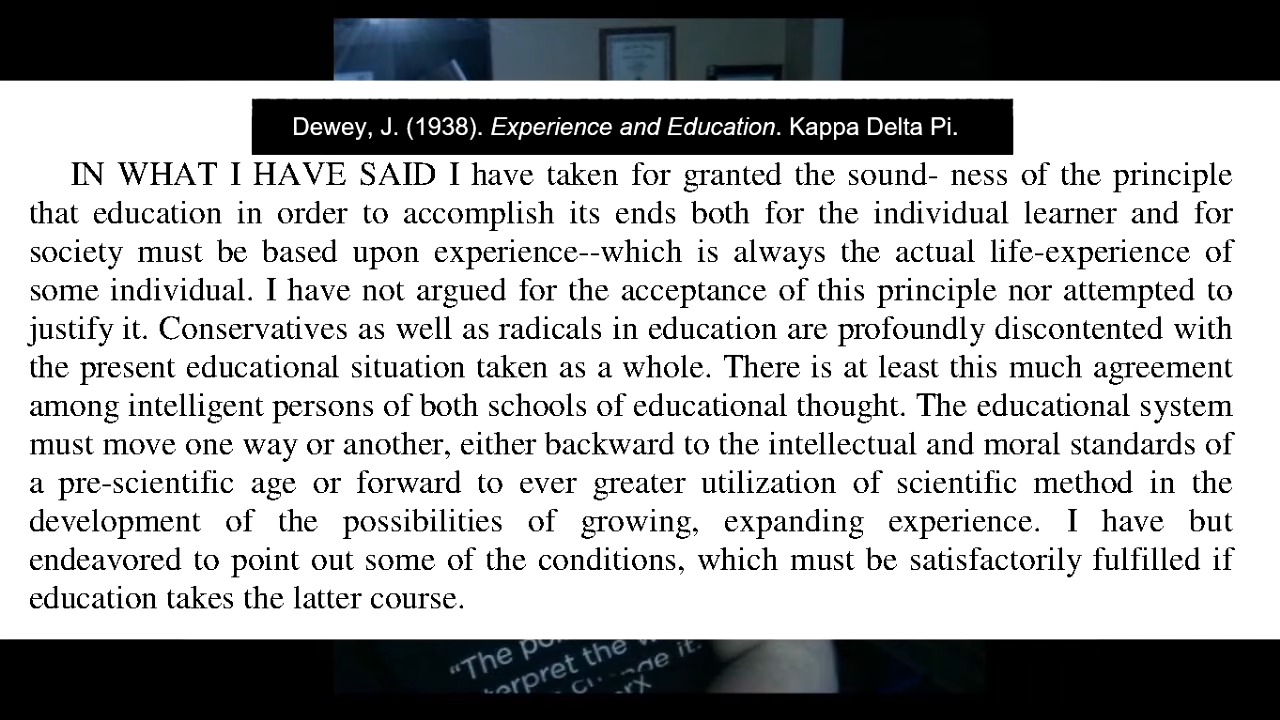 Dewey, J. (1938). Experience and Education. Kappa Delta Pi.
IN WHAT I HAVE SAID I have taken for granted the sound- ness of the principle
that education in order to accomplish its ends both for the individual learner and for
society must be based upon experience--which is always the actual life-experience of
some individual. I have not argued for the acceptance of this principle nor attempted to
justify it. Conservatives as well as radicals in education are profoundly discontented with
the present educational situation taken as a whole. There is at least this much agreement
among intelligent persons of both schools of educational thought. The educational system
must move one way or another, either backward to the intellectual and moral standards of
a pre-scientific age or forward to ever greater utilization of scientific method in the
development of the possibilities of growing, expanding experience. I have but
endeavored to point out some of the conditions, which must be satisfactorily fulfilled if
education takes the latter course.
“The
the
it.